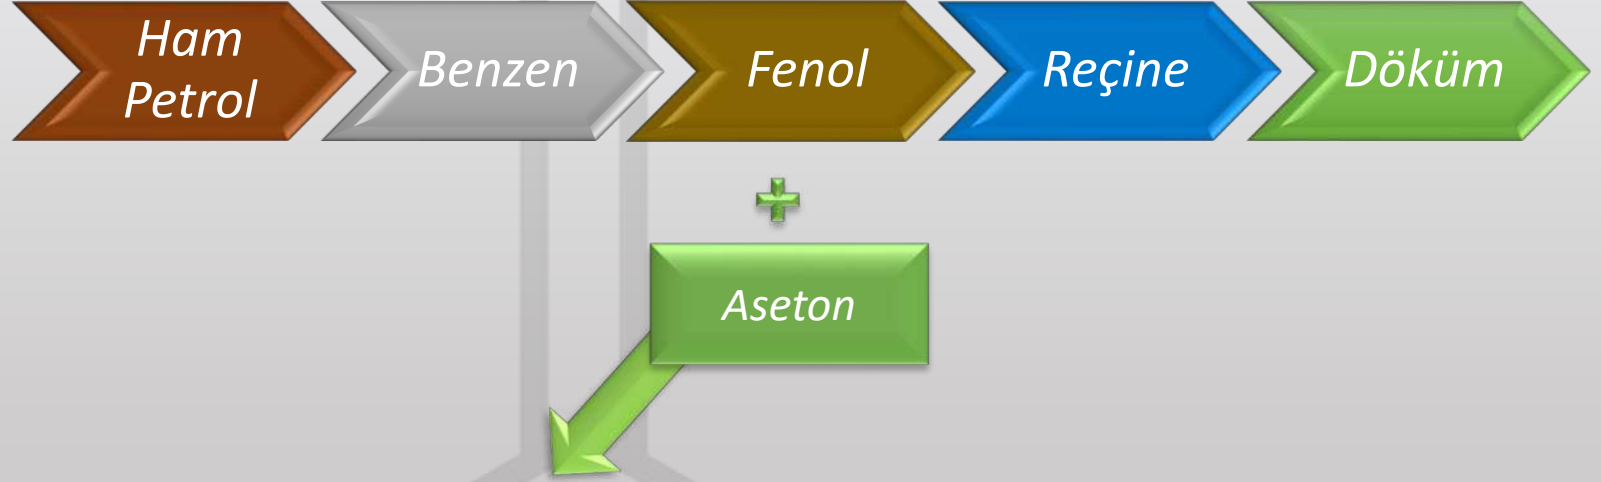 Ham
Petrol
Benzen
Fenol
Reçine
Döküm
+
Aseton